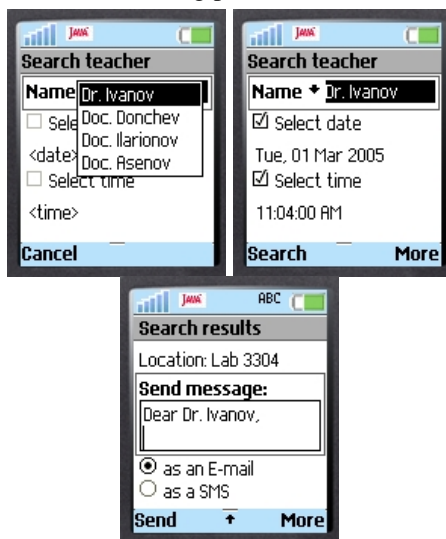 JAVA
Search teacher
Name
Dr. Ivanov
Doc. Donchev
Doc. Ilarionov
Doc. Asenov
Sele
<date>
Select time
<time>
Cancel
JAVA
Search teacher
Name Dr. Ivanov
Select date
Tue, 01 Mar 2005
Select time
11:04:00 AM
Search More
JAVA ABC
Search results
Location: Lab 3304
Send message:
Dear Dr. Ivanov,
as an E-mail
as a SMS
Send More